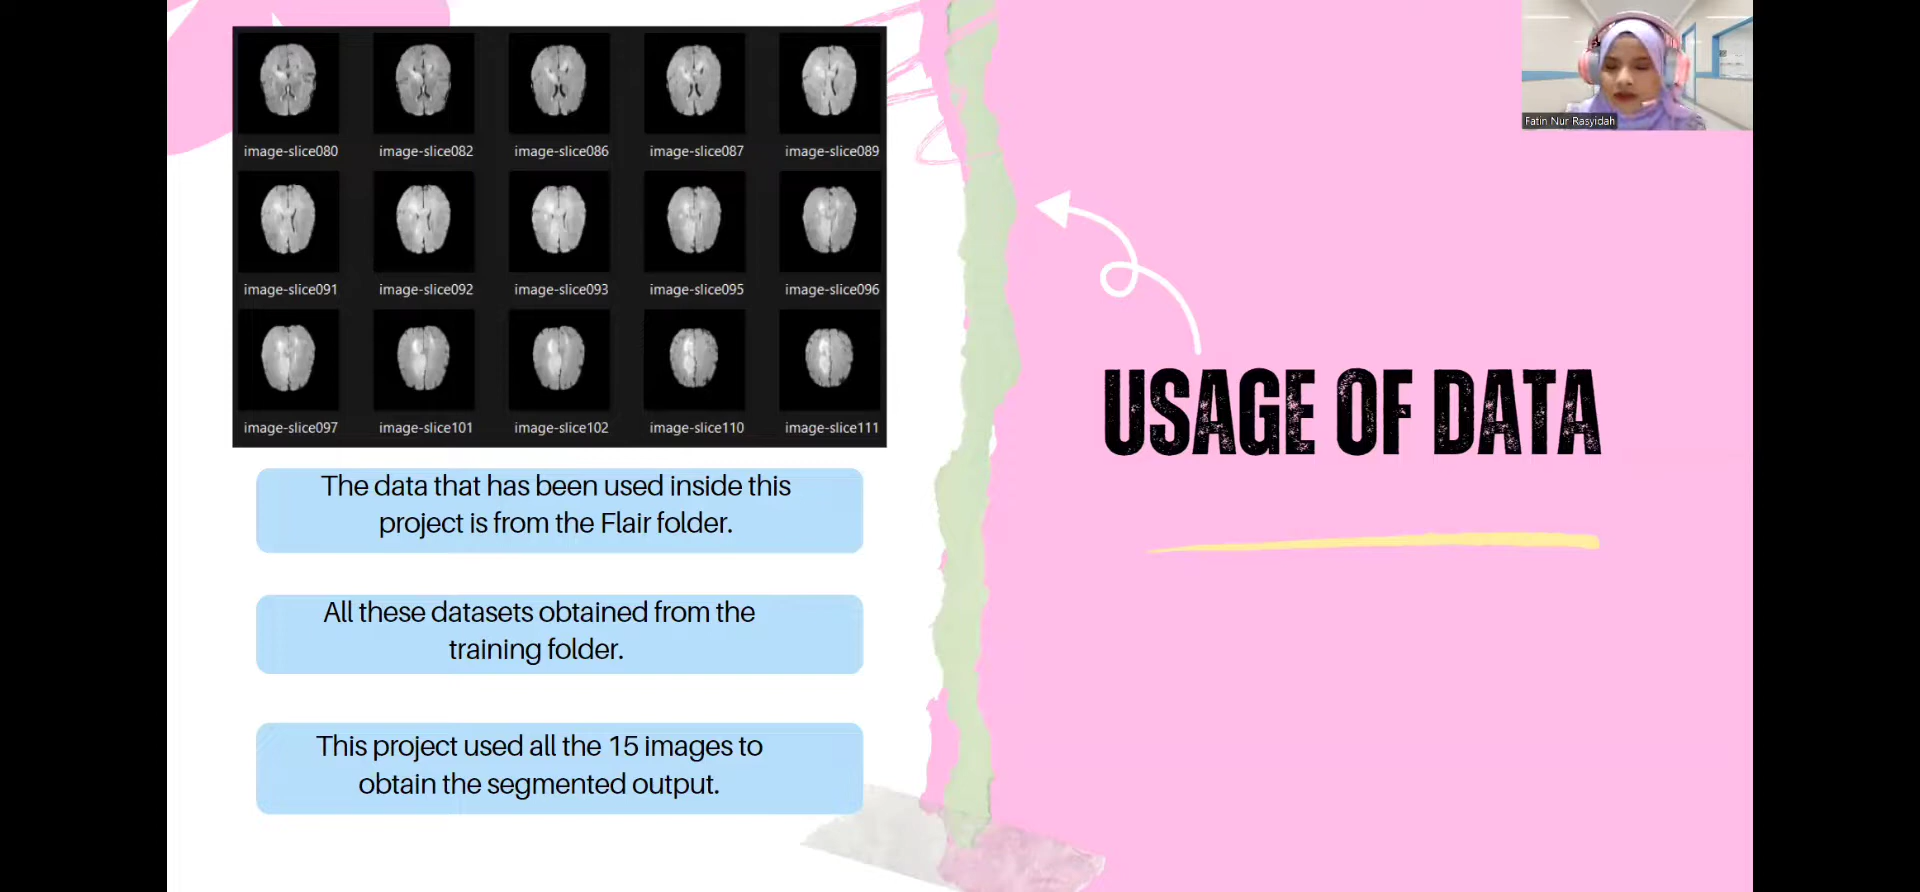 image-slice080 image-slice082 image-slice086 image-slice087 image-slice089
image-slice091 image-slice092 image-slice093 image-slice095 image-slice096
image-slice097 image-slice101 image-slice102 image-slice110 image-slice111
The data that has been used inside this
project is from the Flair folder.
All these datasets obtained from the
training folder.
This project used all the 15 images to
obtain the segmented output.
Fatin Nur Rasyidah
USAGE OF DATA